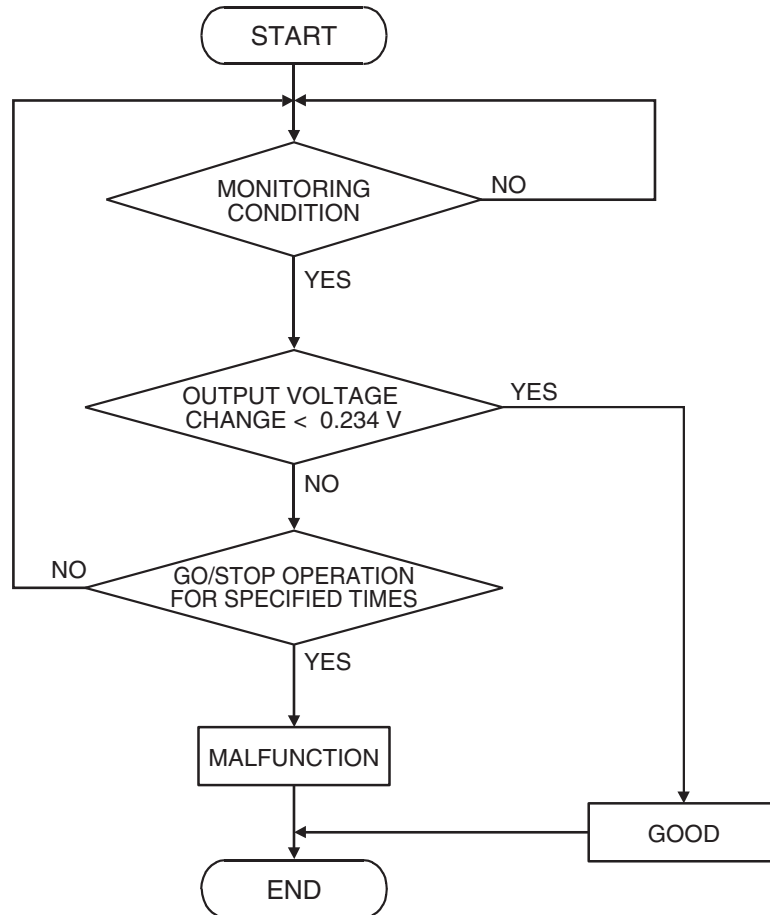 START
MONITORING
CONDITION
NO
YES
OUTPUT VOLTAGE
CHANGE < 0.234 V
YES
NO
GO/STOP OPERATION
FOR SPECIFIED TIMES
NO
YES
MALFUNCTION
GOOD
END